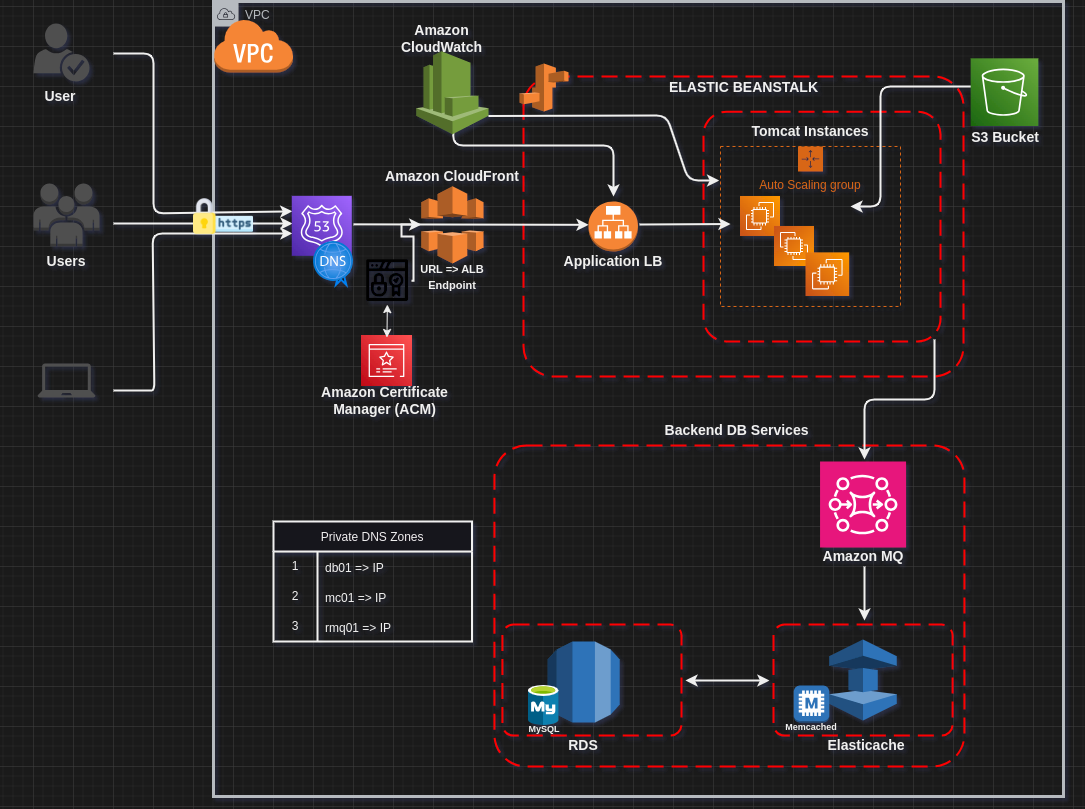 VPC
VPC
Amazon
CloudWatch
User
ELASTIC BEANSTALK
S3 Bucket
Tomcat Instances
Auto Scaling group
Amazon CloudFront
https
53
DNS
Users
URL => ALB
Endpoint
Application LB
Amazon Certificate
Manager (ACM)
Backend DB Services
Amazon MQ
Private DNS Zones
1 db01 => IP
2 mc01 => IP
3 rmq01 => IP
My
MySQL
RDS
M
Memcached
Elasticache